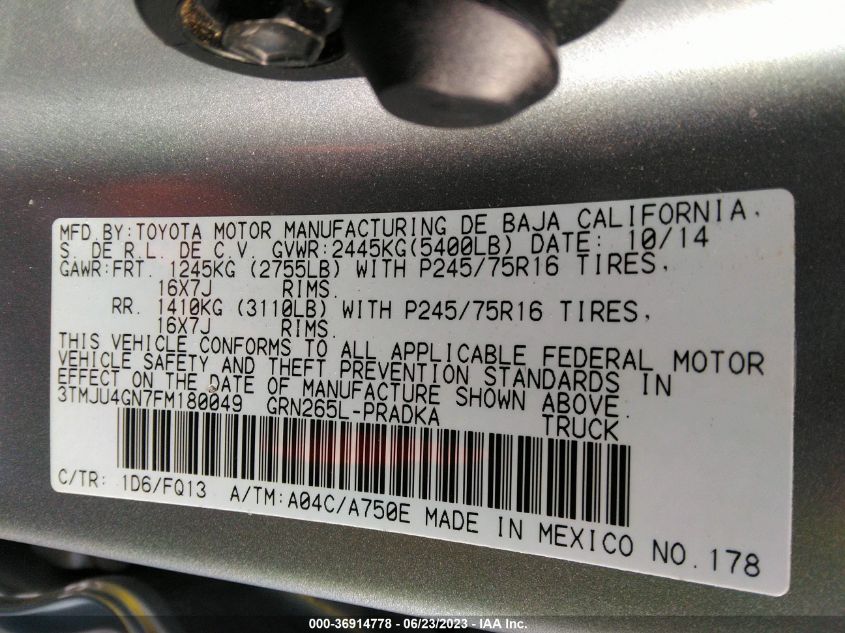 MFD.BY:TOYOTA MOTOR MANUFACTURING DE BAJA CALIFORNIA,
S. DE R.L. DE C.V. GVWR:2445KG(5400LB) DATE: 10/14
GAWR:FRT. 1245KG (2755LB) WITH P245/75R16 TIRES,
16X7J RIMS.
RR. 1410KG (3110LB) WITH P245/75R16 TIRES,
16X7J RIMS.
THIS VEHICLE CONFORMS TO ALL APPLICABLE FEDERAL MOTOR
VEHICLE SAFETY AND THEFT PREVENTION STANDARDS IN
EFFECT ON THE DATE OF MANUFACTURE SHOWN ABOVE.
3TMJU4GN7FM180049 GRN265L-PRADKA TRUCK
C/TR: 1D6/FQ13 A/TM:A04C/A750E MADE IN MEXICO NO.178
000-36914778 - 06/23/2023 - IAA Inc.